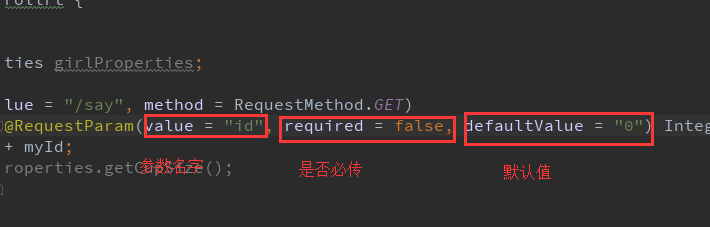 ties girlProperties;
lue = "/say", method = RequestMethod.GET)
@RequestParam(value = "id", required = false, defaultValue = "0") Integ
+ myId;
roperties.getCupSize();
参数名字
是否必传
默认值